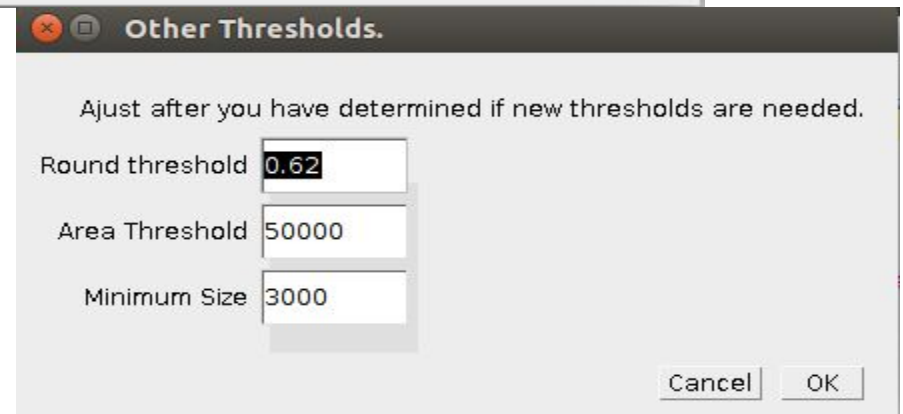 Other Thresholds.
Ajust after you have determined if new thresholds are needed.
Round threshold 0.62
Area Threshold 50000
Minimum Size 3000
Cancel OK